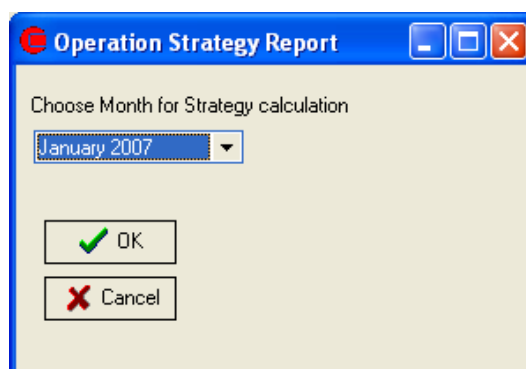 Operation Strategy Report
Choose Month for Strategy calculation
January 2007
OK
Cancel